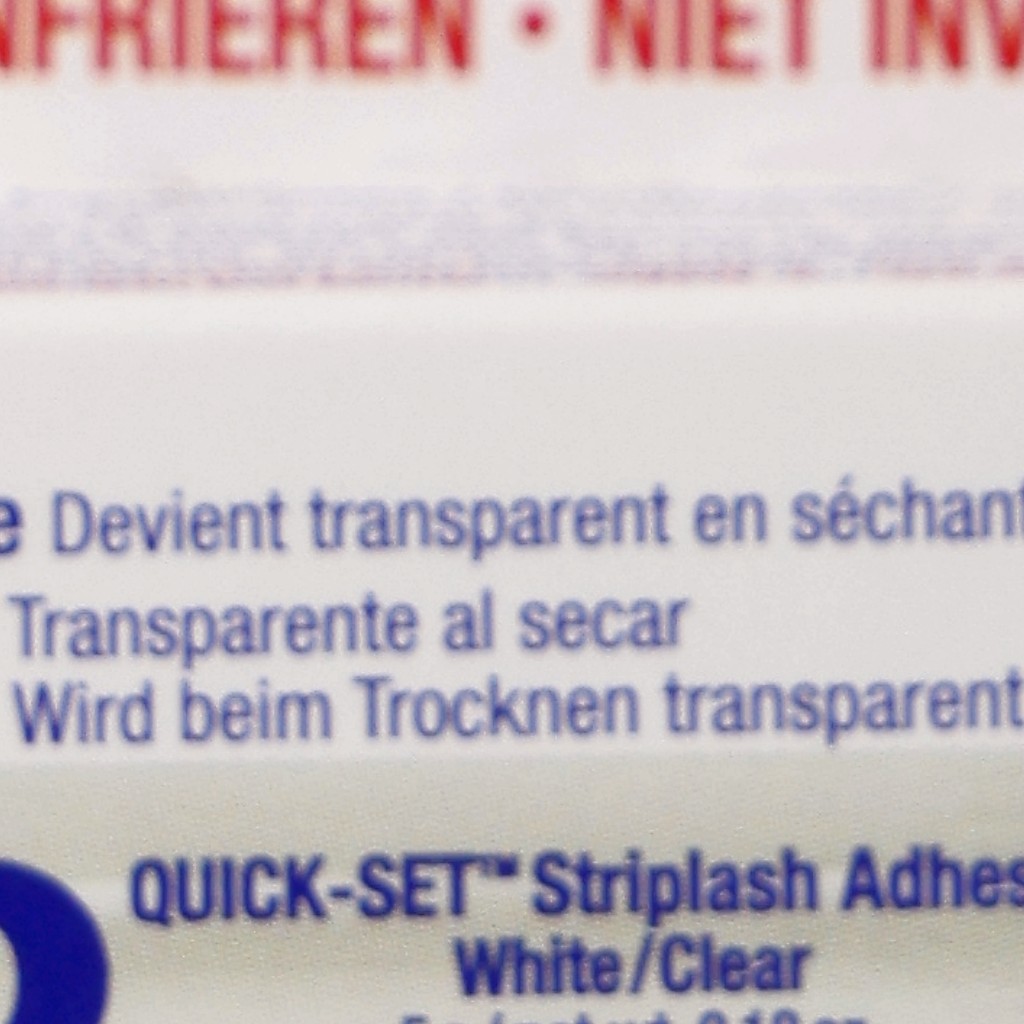 NFRIEREN • NIET INV
e Devient transparent en séchant
Transparente al secar
Wird beim Trocknen transparent
QUICK-SET™ Striplash Adhes
White/Clear